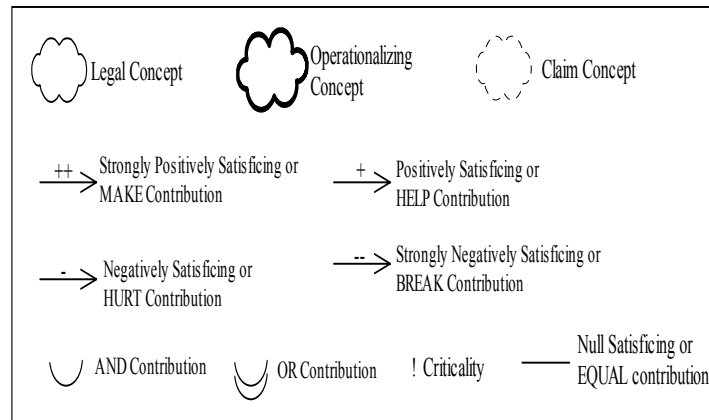 Legal Concept
Operationalizing
Concept
Claim Concept
++ Strongly Positively Satisficing or
MAKE Contribution
+ Positively Satisficing or
HELP Contribution
- Negatively Satisficing or
HURT Contribution
-- Strongly Negatively Satisficing or
BREAK Contribution
AND Contribution
OR Contribution
! Criticality
Null Satisficing or
EQUAL contribution